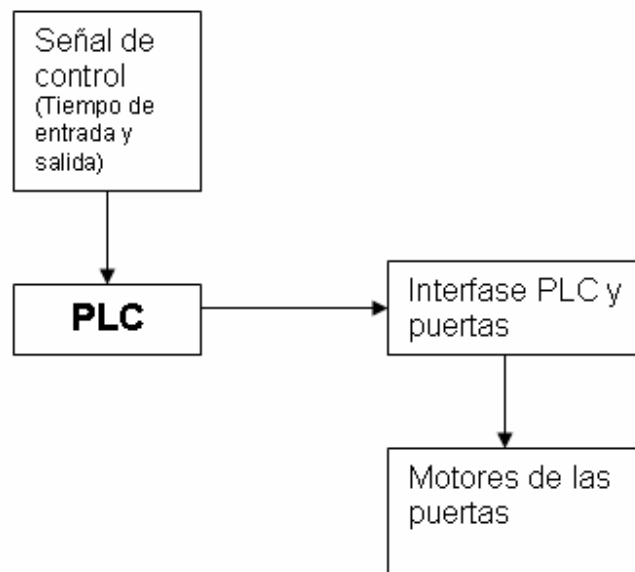 Señal de
control
(Tiempo de
entrada y
salida)
PLC
Interfase PLC y
puertas
Motores de las
puertas